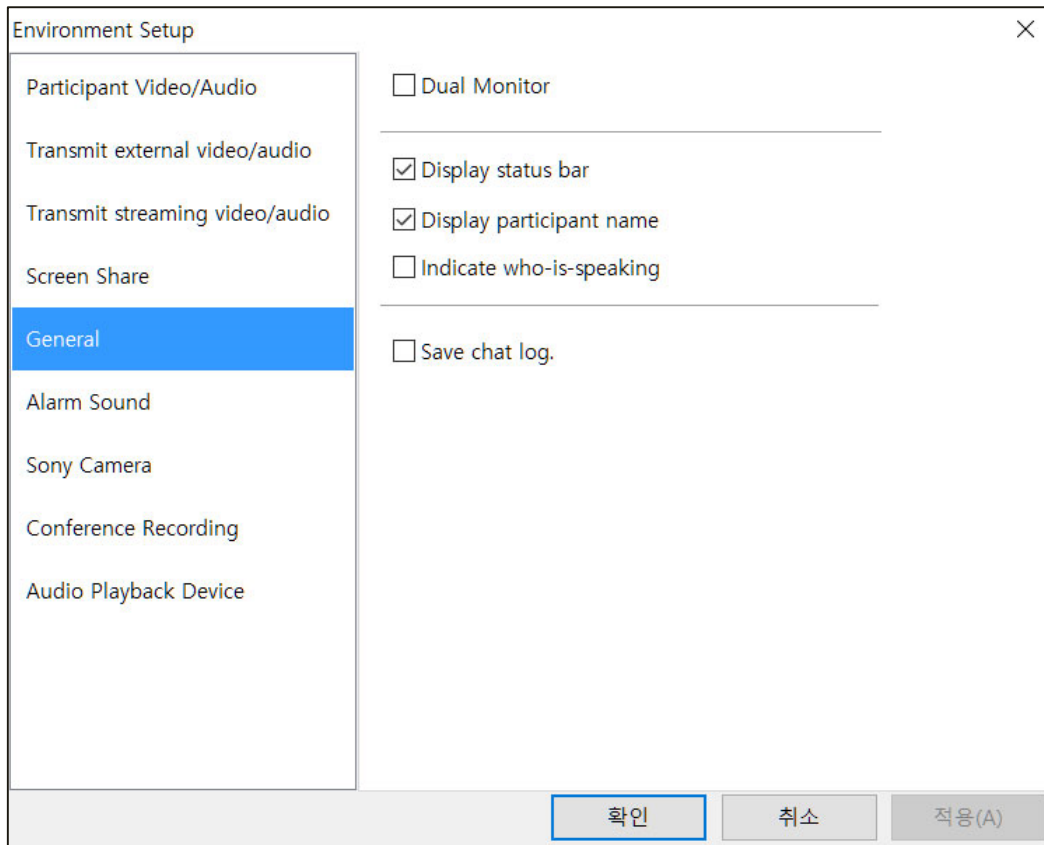 Environment Setup
Participant Video/Audio
Transmit external video/audio
Transmit streaming video/audio
Screen Share
General
Alarm Sound
Sony Camera
Conference Recording
Audio Playback Device
Dual Monitor
Display status bar
Display participant name
Indicate who-is-speaking
Save chat log.
확인
취소
적용(A)